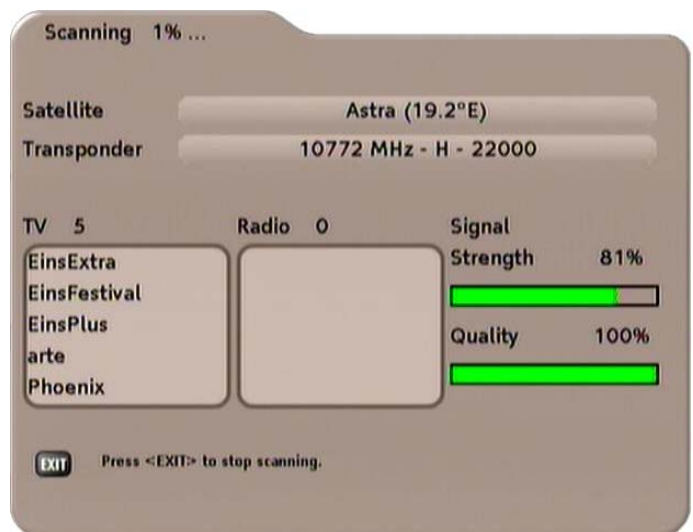 Scanning 1% ...
Satellite Astra (19.2ºE)
Transponder 10772 MHz - H - 22000
TV 5
EinsExtra
EinsFestival
EinsPlus
arte
Phoenix
Radio 0
Signal
Strength 81%
Quality 100%
EXIT Press <EXIT> to stop scanning.